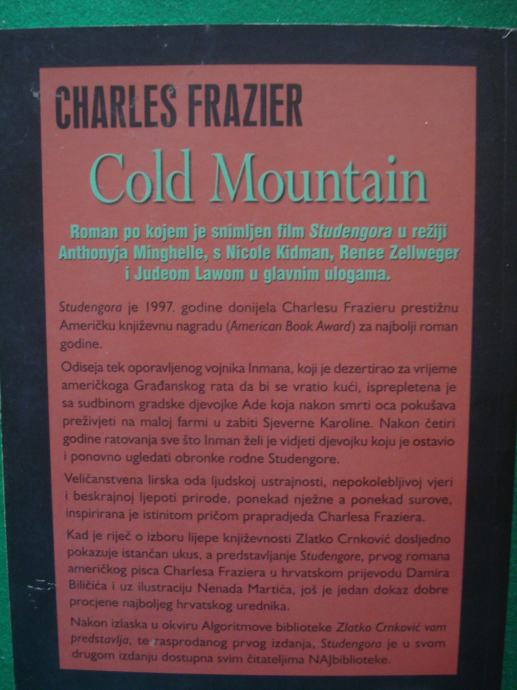 CHARLES FRAZIER
Cold Mountain
Roman po kojem je snimljen film Studengora u režiji
Anthonyja Minghelle, s Nicole Kidman, Renee Zellweger
i Judeom Lawom u glavnim ulogama.
Studengora je 1997. godine donijela Charlesu Frazieru prestižnu
Američku književnu nagradu (American Book Award) za najbolji roman
godine.
Odiseja tek oporavljenog vojnika Inmana, koji je dezertirao za vrijeme
američkoga Građanskog rata da bi se vratio kući, isprepletena je
sa sudbinom gradske djevojke Ade koja nakon smrti oca pokušava
preživjeti na maloj farmi u zabiti Sjeverne Karoline. Nakon četiri
godine ratovanja sve što Inman želi je vidjeti djevojku koju je ostavio
i ponovno ugledati obronke rodne Studengore.
Veličanstvena lirska oda ljudskoj ustrajnosti, nepokolebljivoj vjeri
i beskrajnoj ljepoti prirode, ponekad nježne a ponekad surove,
inspirirana je istinitom pričom prapradjeda Charlesa Fraziera.
Kad je riječ o izboru lijepe književnosti Zlatko Crnković dosljedno
pokazuje istančan ukus, a predstavljanje Studengore, prvog romana
američkog pisca Charlesa Fraziera u hrvatskom prijevodu Damira
Biličića i uz ilustraciju Nenada Martića, još je jedan dokaz dobre
procjene najboljeg hrvatskog urednika.
Nakon izlaska u okviru Algoritmove biblioteke Zlatko Crnković vam
predstavlja, te rasprodanog prvog izdanja, Studengora je u svom
drugom izdanju dostupna svim čitateljima NAJbiblioteke.